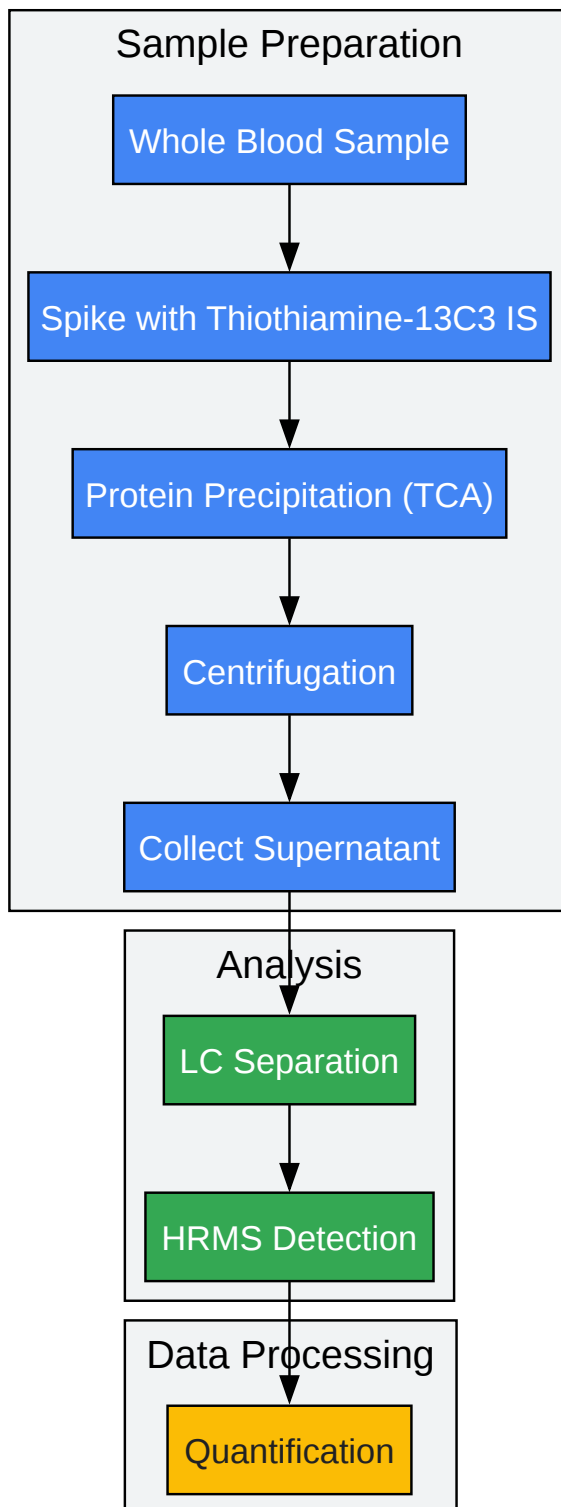 Sample Preparation
Whole Blood Sample
Spike with Thiothiamine-13C3 IS
Protein Precipitation (TCA)
Centrifugation
Collect Supernatant
Analysis
LC Separation
HRMS Detection
Data Processing
Quantification